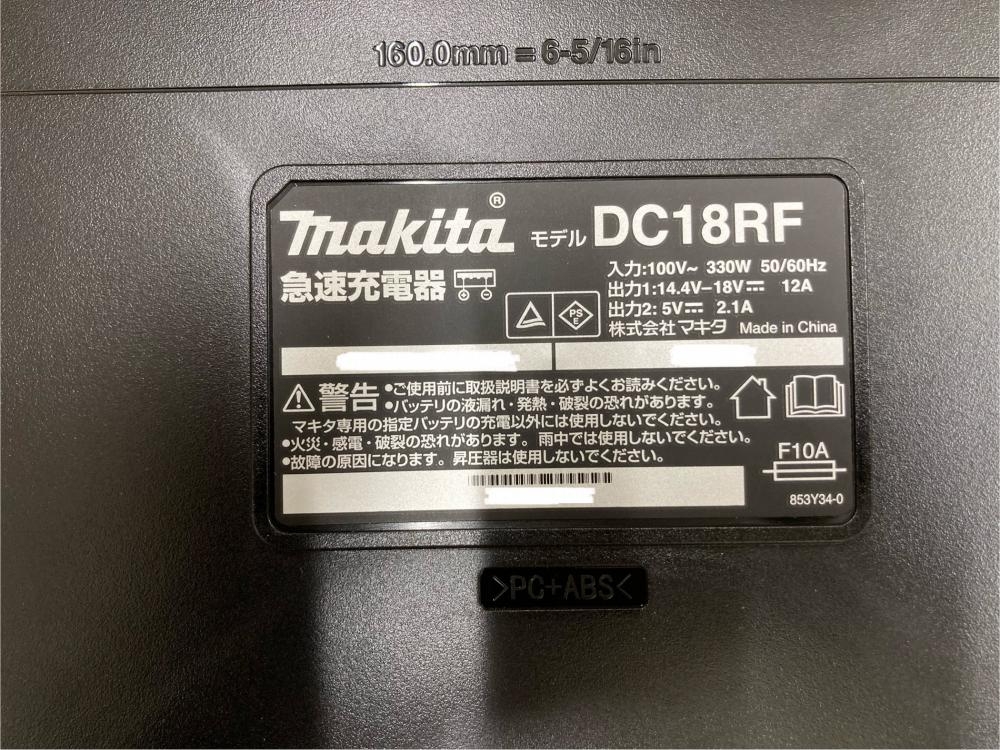 160.0mm = 6-5/16in
makita® モデル DC18RF
急速充電器
入力:100V~ 330W 50/60Hz
出力1:14.4V-18V⎓ 12A
出力2: 5V⎓ 2.1A
PS
E
株式会社マキタ Made in China
警告
●ご使用前に取扱説明書を必ずよくお読みください。
●バッテリの液漏れ・発熱・破裂の恐れがあります。
マキタ専用の指定バッテリの充電以外には使用しないでください。
●火災・感電・破裂の恐れがあります。雨中では使用しないでください。
●故障の原因になります。昇圧器は使用しないでください。
F10A
853Y34-0
>PC+ABS<